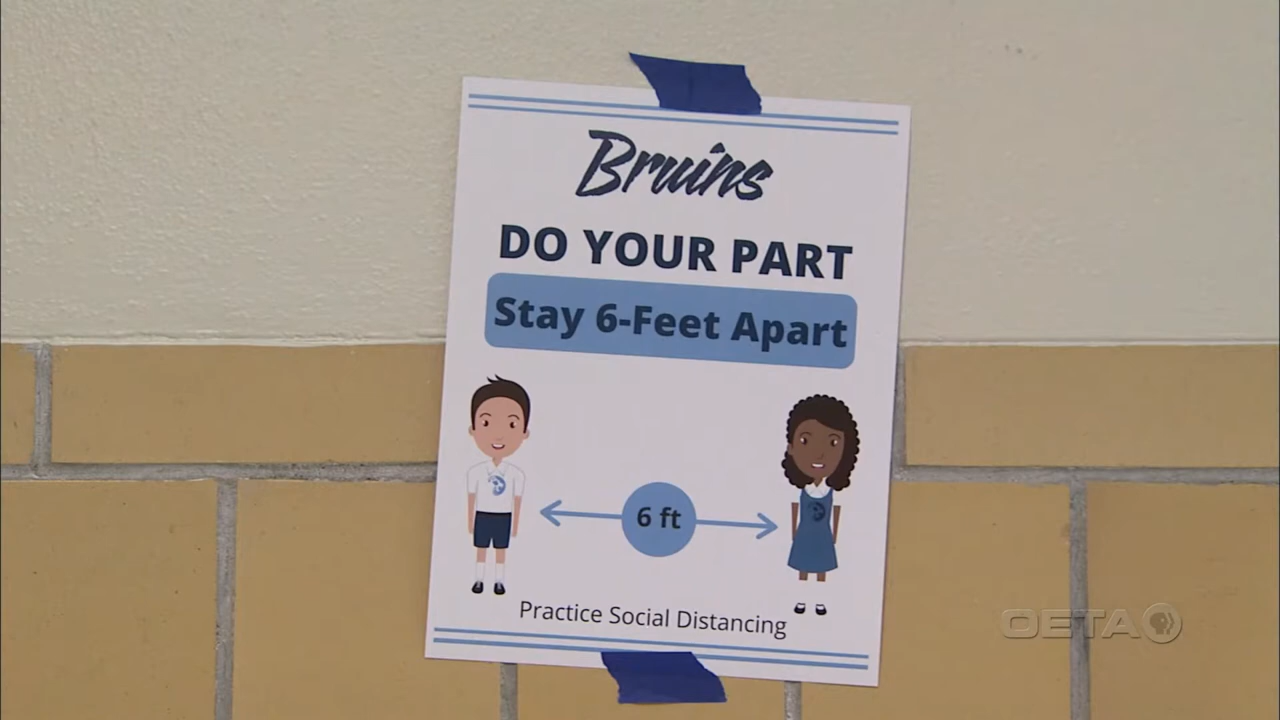 Bruins
DO YOUR PART
Stay 6-Feet Apart
6 ft
Practice Social Distancing
OETA